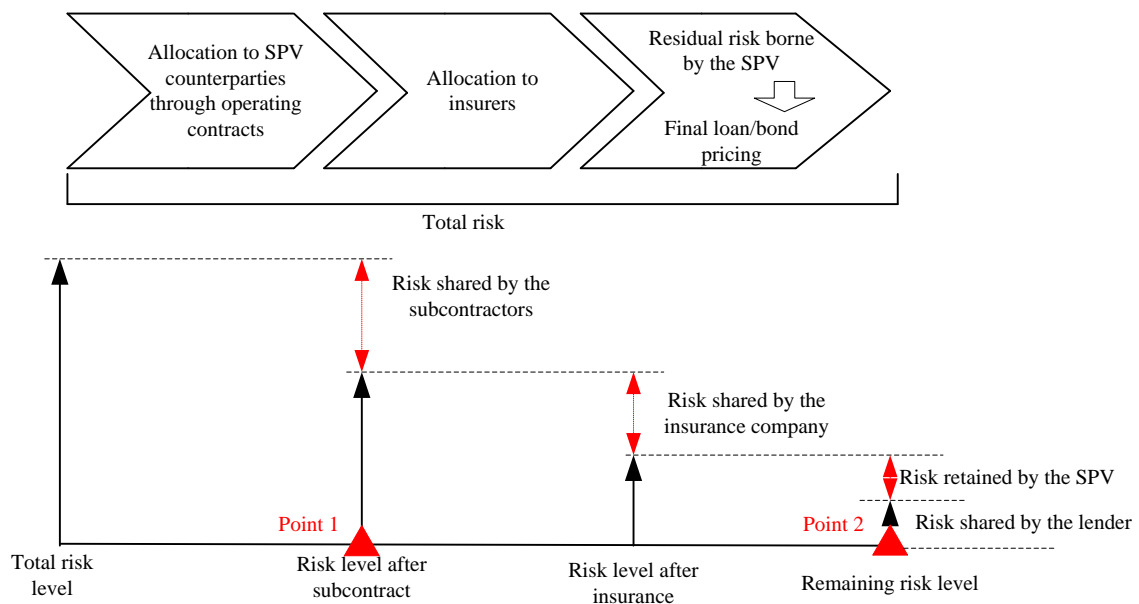 Allocation to SPV
counterparties
through operating
contracts
Allocation to
insurers
Residual risk borne
by the SPV
Final loan/bond
pricing
Total risk
Risk shared by the
subcontractors
Risk shared by the
insurance company
Risk retained by the SPV
Point 1
Point 2
Risk shared by the lender
Total risk
level
Risk level after
subcontract
Risk level after
insurance
Remaining risk level